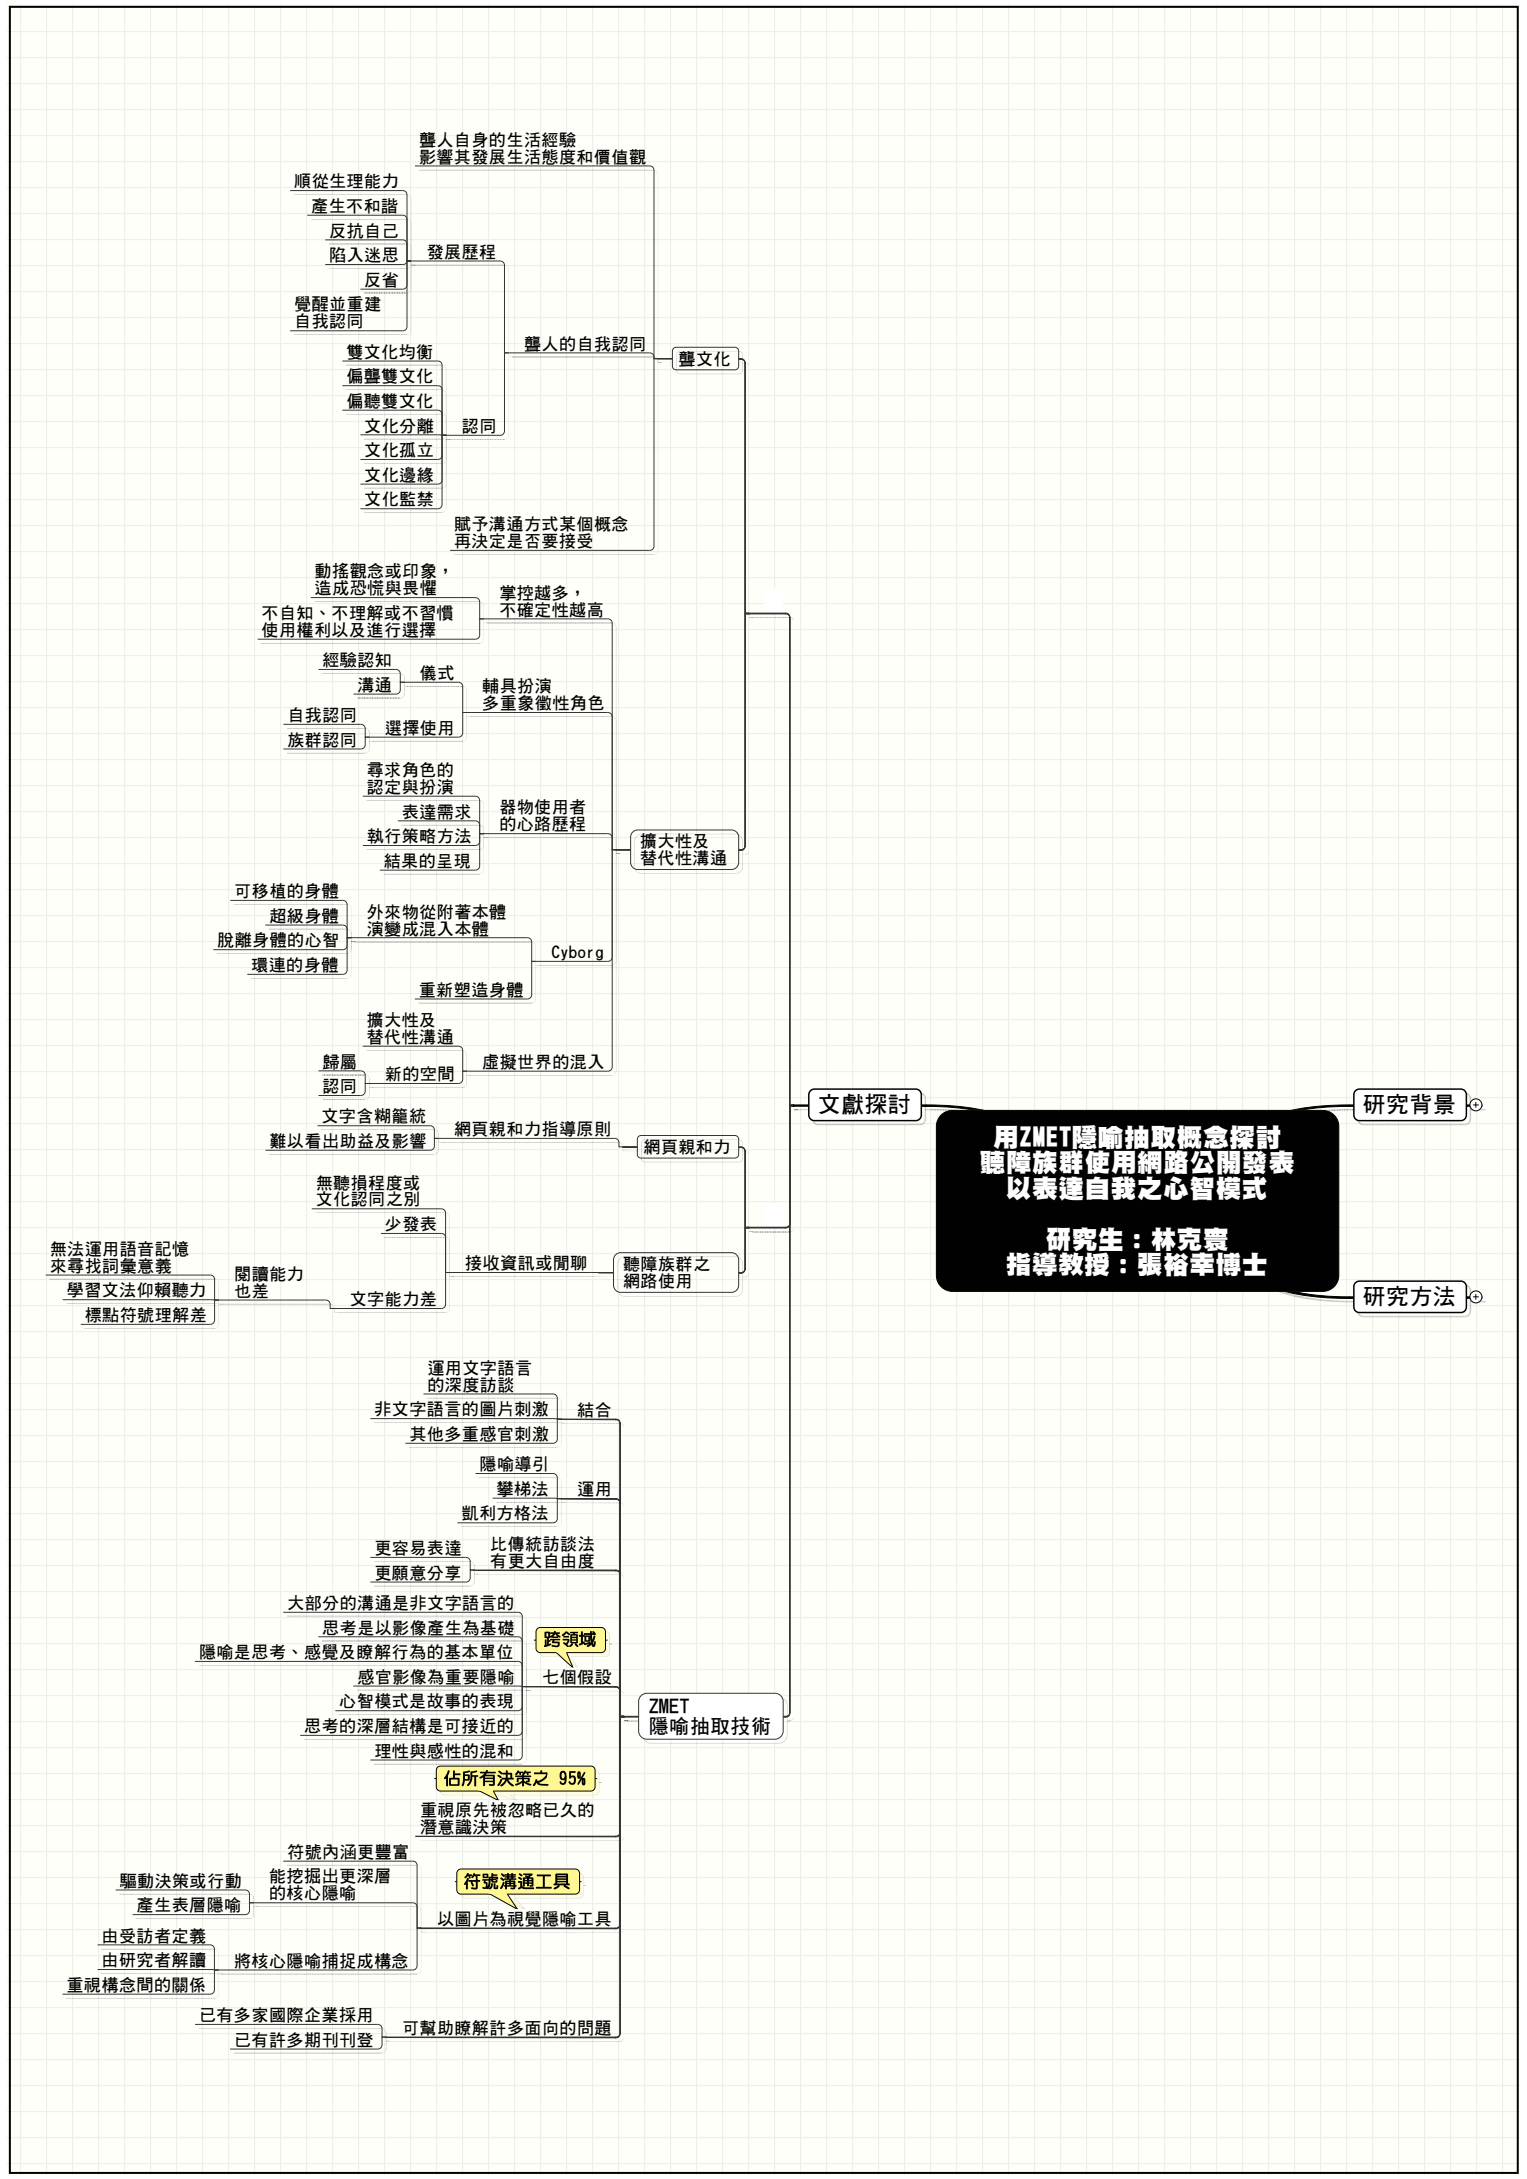 用ZMET隱喻抽取概念探討
聽障族群使用網路公開發表
以表達自我之心智模式
研究生：林克寰
指導教授：張裕幸博士
研究背景
研究方法
文獻探討
聾文化
聾人自身的生活經驗
影響其發展生活態度和價值觀
聾人的自我認同
發展歷程
順從生理能力
產生不和諧
反抗自己
陷入迷思
反省
覺醒並重建
自我認同
認同
雙文化均衡
偏聾雙文化
偏聽雙文化
文化分離
文化孤立
文化邊緣
文化監禁
賦予溝通方式某個概念
再決定是否要接受
擴大性及
替代性溝通
掌控越多，
不確定性越高
動搖觀念或印象，
造成恐慌與畏懼
不自知、不理解或不習慣
使用權利以及進行選擇
輔具扮演
多重象徵性角色
儀式
經驗認知
溝通
選擇使用
自我認同
族群認同
器物使用者
的心路歷程
尋求角色的
認定與扮演
表達需求
執行策略方法
結果的呈現
Cyborg
外來物從附著本體
演變成混入本體
可移植的身體
超級身體
脫離身體的心智
環連的身體
重新塑造身體
虛擬世界的混入
擴大性及
替代性溝通
新的空間
歸屬
認同
網頁親和力
網頁親和力指導原則
文字含糊籠統
難以看出助益及影響
聽障族群之
網路使用
接收資訊或閒聊
無聽損程度或
文化認同之別
少發表
文字能力差
閱讀能力
也差
無法運用語音記憶
來尋找詞彙意義
學習文法仰賴聽力
標點符號理解差
ZMET
隱喻抽取技術
結合
運用文字語言
的深度訪談
非文字語言的圖片刺激
其他多重感官刺激
運用
隱喻導引
攀梯法
凱利方格法
比傳統訪談法
有更大自由度
更容易表達
更願意分享
跨領域
七個假設
大部分的溝通是非文字語言的
思考是以影像產生為基礎
隱喻是思考、感覺及瞭解行為的基本單位
感官影像為重要隱喻
心智模式是故事的表現
思考的深層結構是可接近的
理性與感性的混和
佔所有決策之 95%
重視原先被忽略已久的
潛意識決策
符號溝通工具
以圖片為視覺隱喻工具
符號內涵更豐富
能挖掘出更深層
的核心隱喻
驅動決策或行動
產生表層隱喻
將核心隱喻捕捉成構念
由受訪者定義
由研究者解讀
重視構念間的關係
可幫助瞭解許多面向的問題
已有多家國際企業採用
已有許多期刊刊登